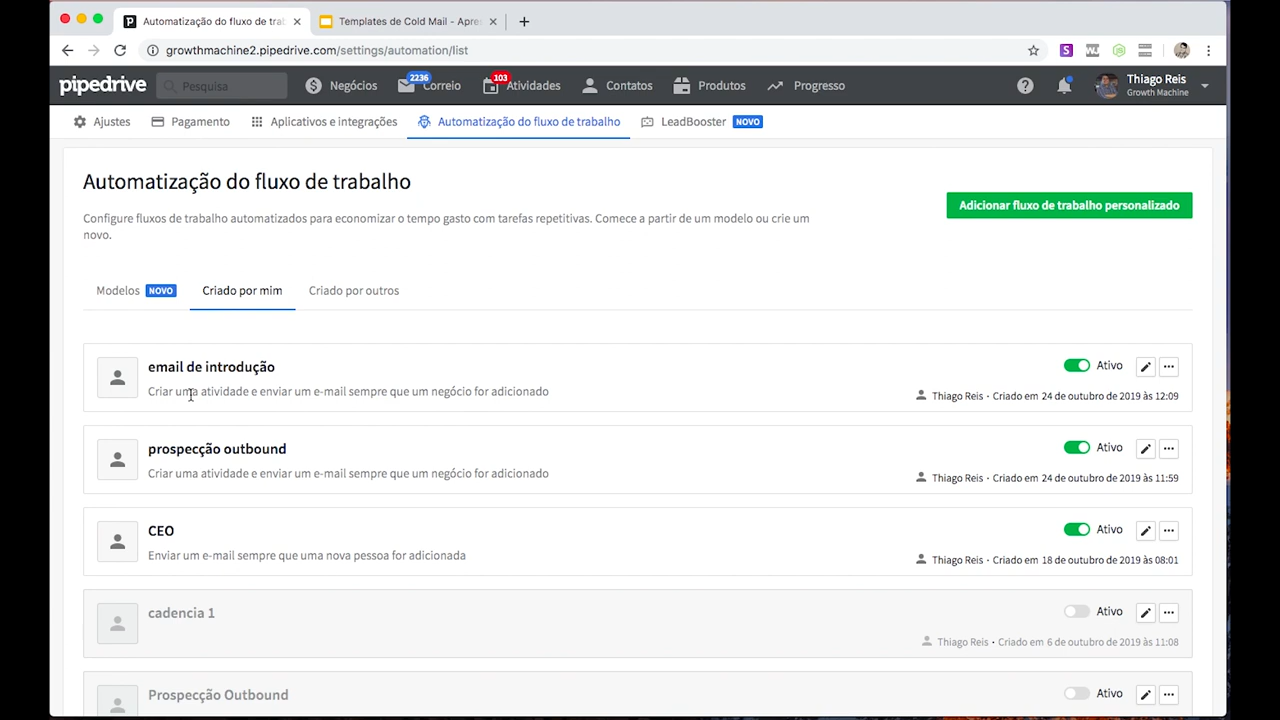 Automatização do fluxo de tra
Templates de Cold Mail - Apre
growthmachine2.pipedrive.com/settings/automation/list
pipedrive
Pesquisa
Negócios
2236
Correio
103
Atividades
Contatos
Produtos
Progresso
Thiago Reis
Growth Machine
Ajustes
Pagamento
Aplicativos e integrações
Automatização do fluxo de trabalho
LeadBooster
NOVO
Automatização do fluxo de trabalho
Configure fluxos de trabalho automatizados para economizar o tempo gasto com tarefas repetitivas. Comece a partir de um modelo ou crie um
novo.
Adicionar fluxo de trabalho personalizado
Modelos NOVO
Criado por mim
Criado por outros
email de introdução
Criar uma atividade e enviar um e-mail sempre que um negócio for adicionado
Ativo
Thiago Reis · Criado em 24 de outubro de 2019 às 12:09
prospecção outbound
Criar uma atividade e enviar um e-mail sempre que um negócio for adicionado
Ativo
Thiago Reis · Criado em 24 de outubro de 2019 às 11:59
CEO
Enviar um e-mail sempre que uma nova pessoa for adicionada
Ativo
Thiago Reis · Criado em 18 de outubro de 2019 às 08:01
cadencia 1
Ativo
Thiago Reis · Criado em 6 de outubro de 2019 às 11:08
Prospecção Outbound
Ativo